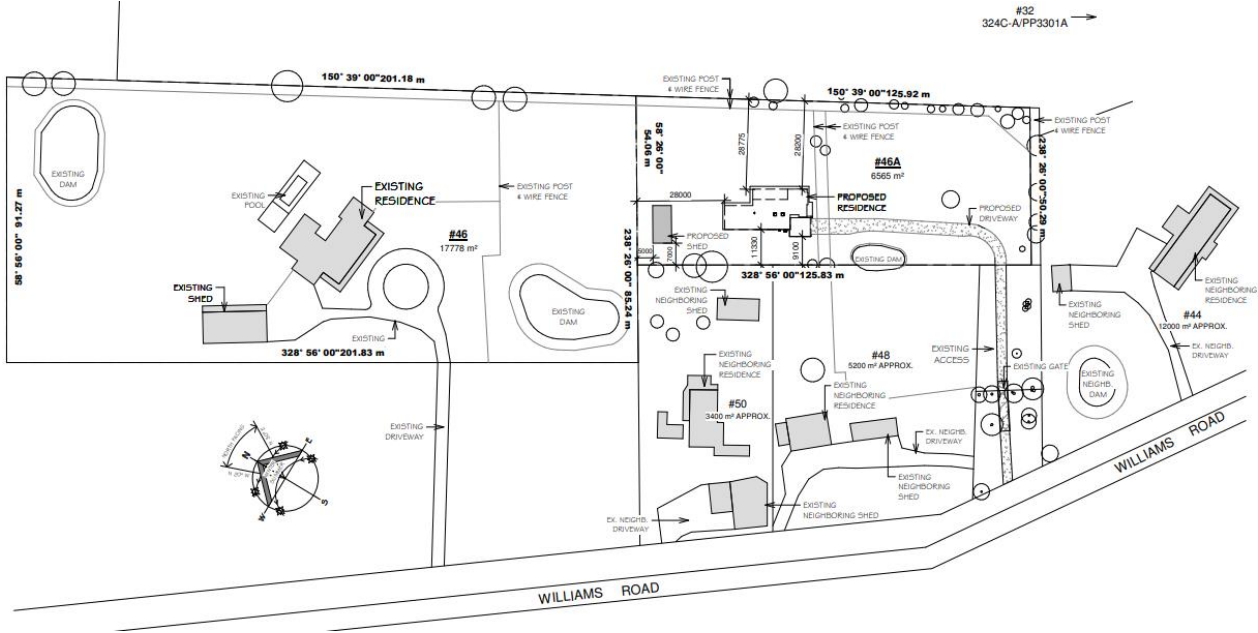 #32
324C-A/PP3301A
150° 39' 00"201.18 m
EXISTING POST
& WIRE FENCE
150° 39' 00"125.92 m
EXISTING
DAM
58° 56' 00" 91.27 m
EXISTING
POOL
EXISTING
RESIDENCE
EXISTING POST
& WIRE FENCE
#46
17778 m²
EXISTING
SHED
EXISTING
328° 56' 00"201.83 m
EXISTING
DAM
58° 26' 00"
54.06 m
238° 26' 00" 85.24 m
28775
28200
EXISTING POST
& WIRE FENCE
#46A
6565 m²
EXISTING POST
& WIRE FENCE
238° 26' 00"50.29 m
28000
PROPOSED
RESIDENCE
PROPOSED
DRIVEWAY
PROPOSED
SHED
5000
7000
11330
9100
EXISTING DAM
328° 56' 00"125.83 m
EXISTING
NEIGHBORING
SHED
EXISTING
NEIGHBORING
RESIDENCE
#50
3400 m² APPROX.
#48
5200 m² APPROX.
EXISTING
ACCESS
EXISTING GATE
EXISTING
NEIGHBORING
RESIDENCE
EX. NEIGHB.
DRIVEWAY
EXISTING
NEIGHBORING
SHED
EXISTING
NEIGHBORING SHED
EX. NEIGHB.
DRIVEWAY
EXISTING
NEIGHBORING
SHED
EXISTING
NEIGHBORING
RESIDENCE
#44
12000 m² APPROX.
EX. NEIGHB.
DRIVEWAY
EXISTING
NEIGHB.
DAM
EXISTING
DRIVEWAY
N
E
S
W
WILLIAMS ROAD
WILLIAMS ROAD